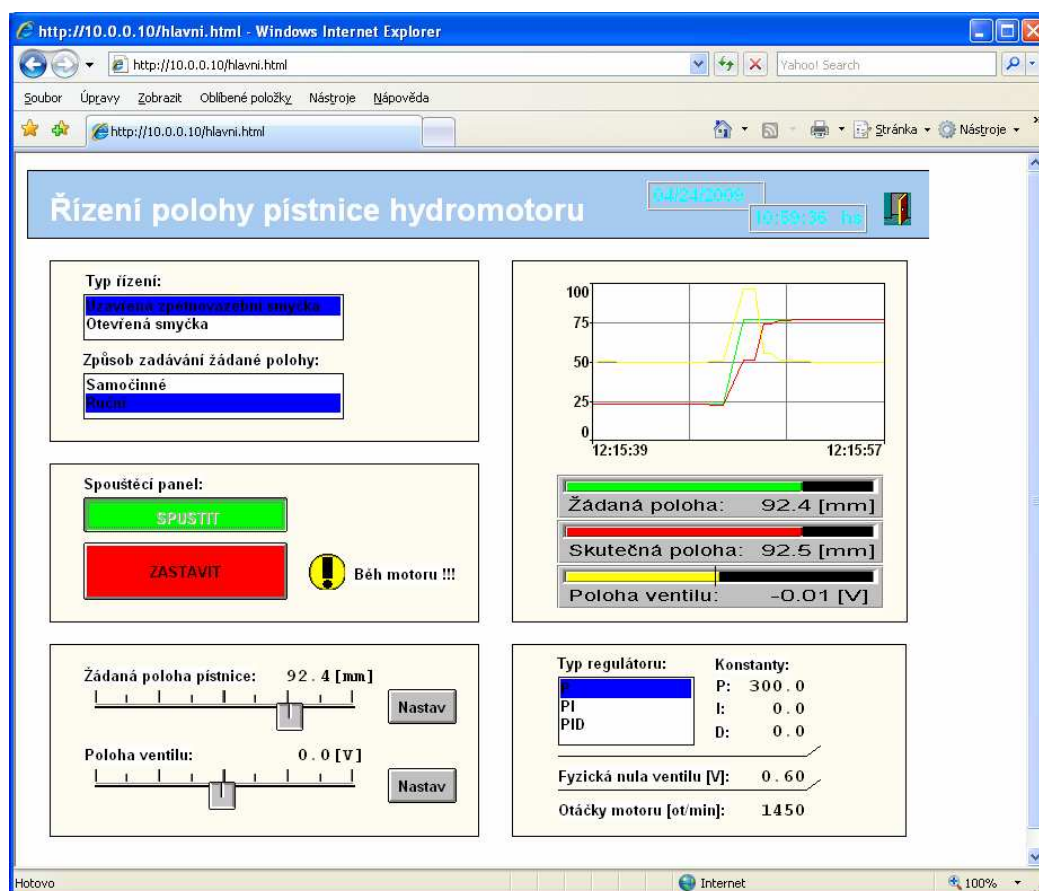 http://10.0.0.10/hlavni.html - Windows Internet Explorer
http://10.0.0.10/hlavni.html
Yahoo! Search
Soubor Úpravy Zobrazit Oblíbené položky Nástroje Nápověda
http://10.0.0.10/hlavni.html
Stránka
Nástroje
Řízení polohy pístnice hydromotoru
04/24/2009
10:59:36 hs
Typ řízení:
Uzavřená zpětnovazební smyčka
Otevřená smyčka
Způsob zadávání žádané polohy:
Samočinné
Ruční
Spouštěcí panel:
SPUSTIT
ZASTAVIT
Běh motoru !!!
Žádaná poloha pístnice: 92.4 [mm]
Nastav
Poloha ventilu: 0.0 [V]
Nastav
100
75
50
25
0
12:15:39 12:15:57
Žádaná poloha: 92.4 [mm]
Skutečná poloha: 92.5 [mm]
Poloha ventilu: -0.01 [V]
Typ regulátoru:
P
PI
PID
Konstanty:
P: 300.0
I: 0.0
D: 0.0
Fyzická nula ventilu [V]: 0.60
Otáčky motoru [ot/min]: 1450
Hotovo
Internet
100%